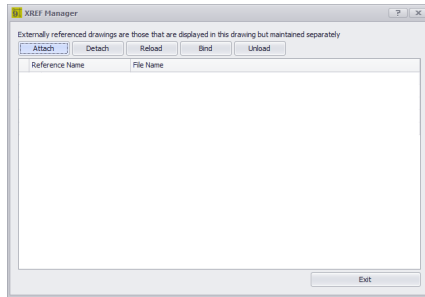 XREF Manager
Externally referenced drawings are those that are displayed in this drawing but maintained separately
Attach Detach Reload Bind Unload
Reference Name File Name
Exit